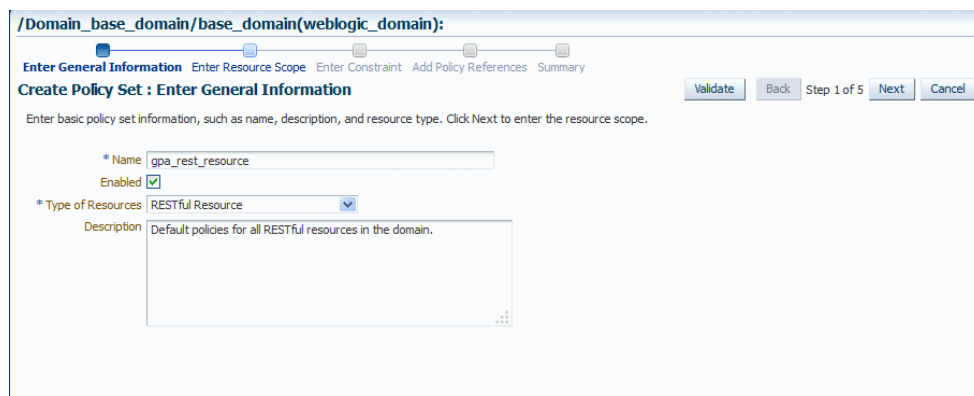 /Domain_base_domain/base_domain(weblogic_domain):
Enter General Information Enter Resource Scope Enter Constraint Add Policy References Summary
Create Policy Set : Enter General Information Validate Back Step 1 of 5 Next Cancel
Enter basic policy set information, such as name, description, and resource type. Click Next to enter the resource scope.
* Name gpa_rest_resource
Enabled
* Type of Resources RESTful Resource
Description Default policies for all RESTful resources in the domain.